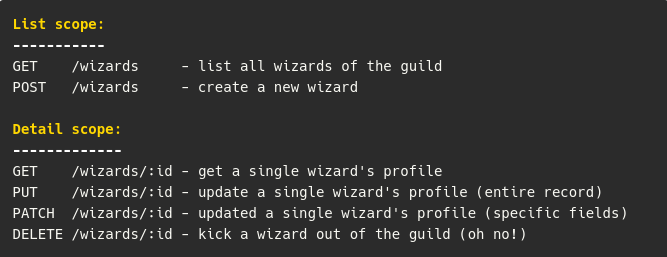 List scope:
-----------
GET    /wizards     - list all wizards of the guild
POST   /wizards     - create a new wizard

Detail scope:
-------------
GET    /wizards/:id - get a single wizard's profile
PUT    /wizards/:id - update a single wizard's profile (entire record)
PATCH  /wizards/:id - updated a single wizard's profile (specific fields)
DELETE /wizards/:id - kick a wizard out of the guild (oh no!)